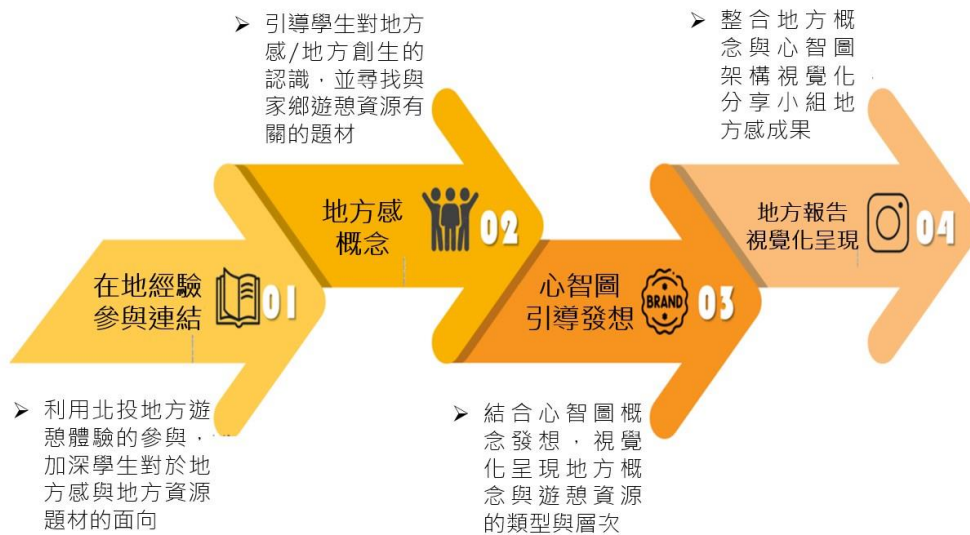 ➤ 引導學生對地方
感/地方創生的
認識，並尋找與
家鄉遊憩資源有
關的題材
➤ 整合地方概
念與心智圖
架構視覺化
分享小組地
方感成果
在地經驗
參與連結
01
地方感
概念
02
心智圖
引導發想
BRAND
03
地方報告
視覺化呈現
04
➤ 利用北投地方遊
憩體驗的參與，
加深學生對於地
方感與地方資源
題材的面向
➤ 結合心智圖概
念發想，視覺
化呈現地方概
念與遊憩資源
的類型與層次